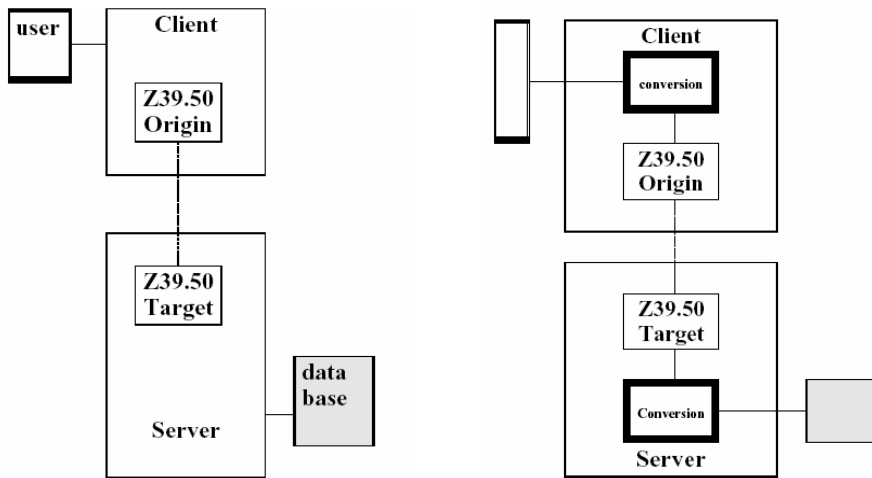 user
Client
Z39.50
Origin
Z39.50
Target
data
base
Server
Client
conversion
Z39.50
Origin
Z39.50
Target
Conversion
Server